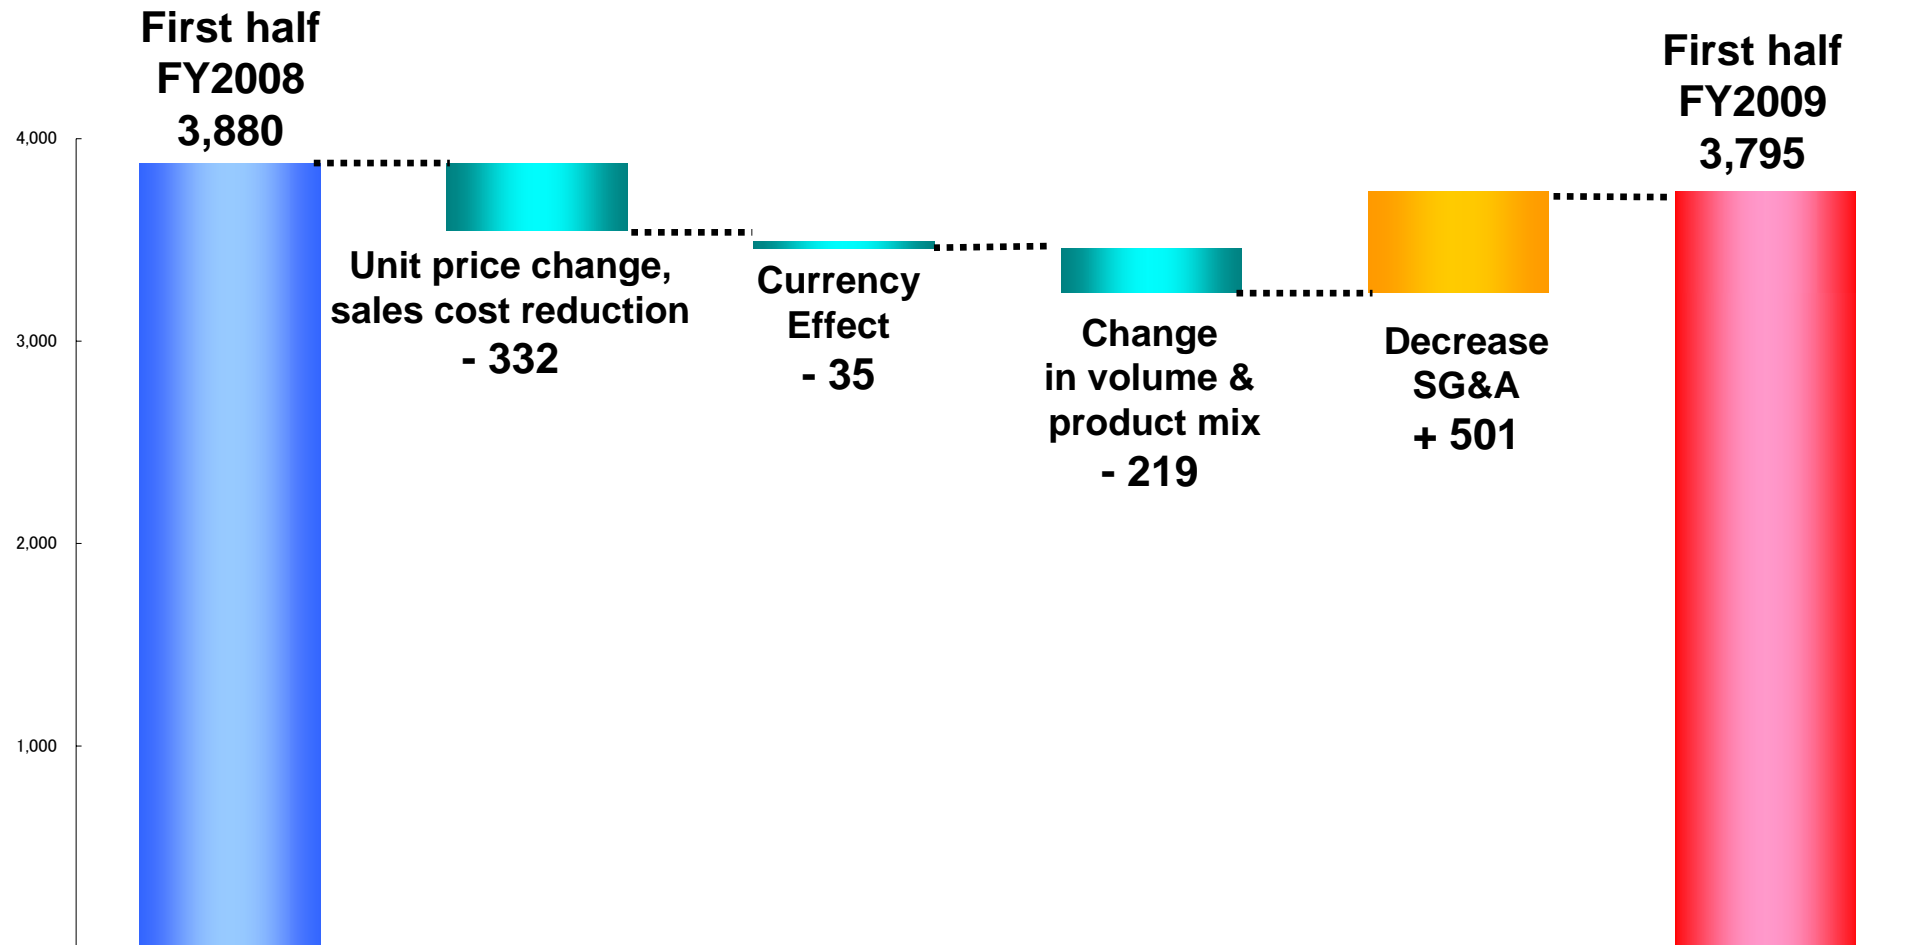 First half
FY2008
3,880
First half
FY2009
3,795
4,000
3,000
2,000
1,000
Unit price change,
sales cost reduction
- 332
Currency
Effect
- 35
Change
in volume &
product mix
- 219
Decrease
SG&A
+ 501